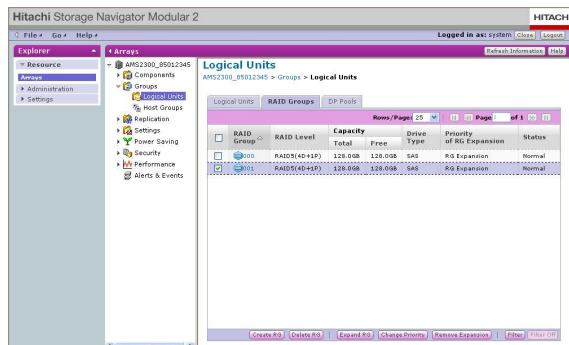 Hitachi Storage Navigator Modular 2
HITACH
File Go Help
Logged in as: system Close Logout
Explorer
Arrays
Refresh Information Help
Resource
Arrays
Administration
Settings
AMS2300_85012345
Components
Groups
Logical Units
Host Groups
Replication
Settings
Power Saving
Security
Performance
Alerts & Events
Logical Units
AMS2300_85012345 > Groups > Logical Units
Logical Units RAID Groups DP Pools
Rows/Page: 25 Page 1 of 1
RAID Group RAID Level Capacity Total Free Drive Type Priority of RG Expansion Status
000 RAID5(4D+1P) 128.0GB 128.0GB SAS RG Expansion Normal
001 RAID5(4D+1P) 128.0GB 128.0GB SAS RG Expansion Normal
Create RG Delete RG Expand RG Change Priority Remove Expansion Filter Filter Off